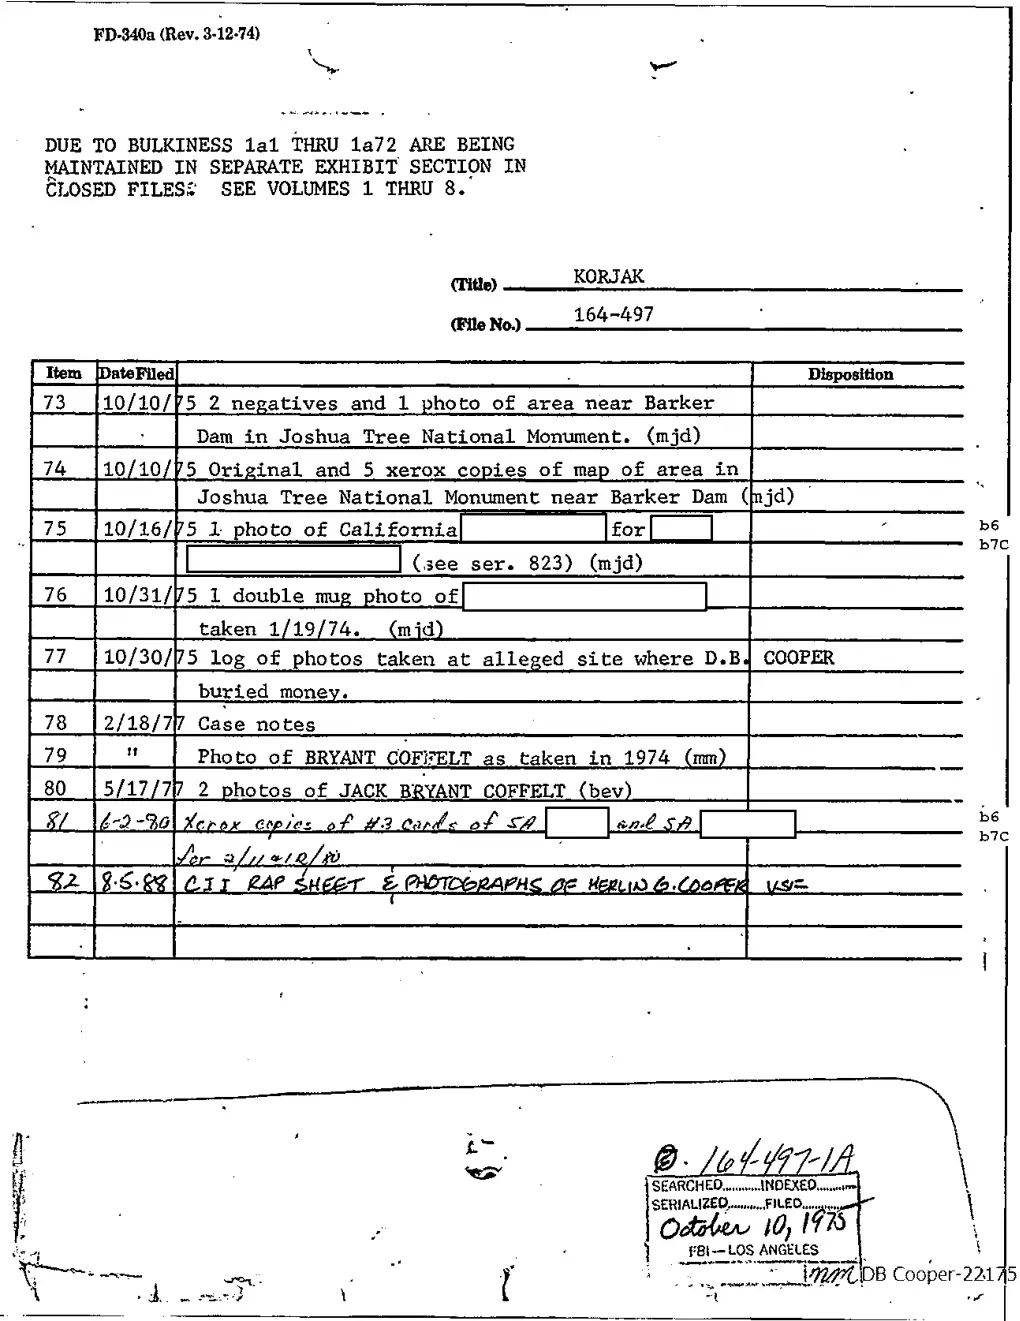 FD-340a (Rev. 3-12-74)
DUE TO BULKINESS 1a1 THRU 1a72 ARE BEING
MAINTAINED IN SEPARATE EXHIBIT SECTION IN
CLOSED FILES. SEE VOLUMES 1 THRU 8.
(Title) KORJAK
(File No.) 164-497
Item Date Filed Disposition
73 10/10/75 2 negatives and 1 photo of area near Barker
Dam in Joshua Tree National Monument. (mjd)
74 10/10/75 Original and 5 xerox copies of map of area in
Joshua Tree National Monument near Barker Dam (mjd)
75 10/16/75 1 photo of California for
b6
b7C
(see ser. 823) (mjd)
76 10/31/75 1 double mug photo of
taken 1/19/74. (mjd)
77 10/30/75 log of photos taken at alleged site where D.B. COOPER
buried money.
78 2/18/77 Case notes
79 " Photo of BRYANT COFFELT as taken in 1974 (mm)
80 5/17/77 2 photos of JACK BRYANT COFFELT (bev)
81 6-2-80 Xerox copies of #3 cards of SA and SA
b6
b7C
for 2/11 &12/80
82 8-5-88 CII RAP SHEET & PHOTOGRAPHS OF MERLIN G. COOPER
164-497-1A
SEARCHED INDEXED
SERIALIZED FILED
October 10, 1975
FBI — LOS ANGELES
mm
DB Cooper-22175